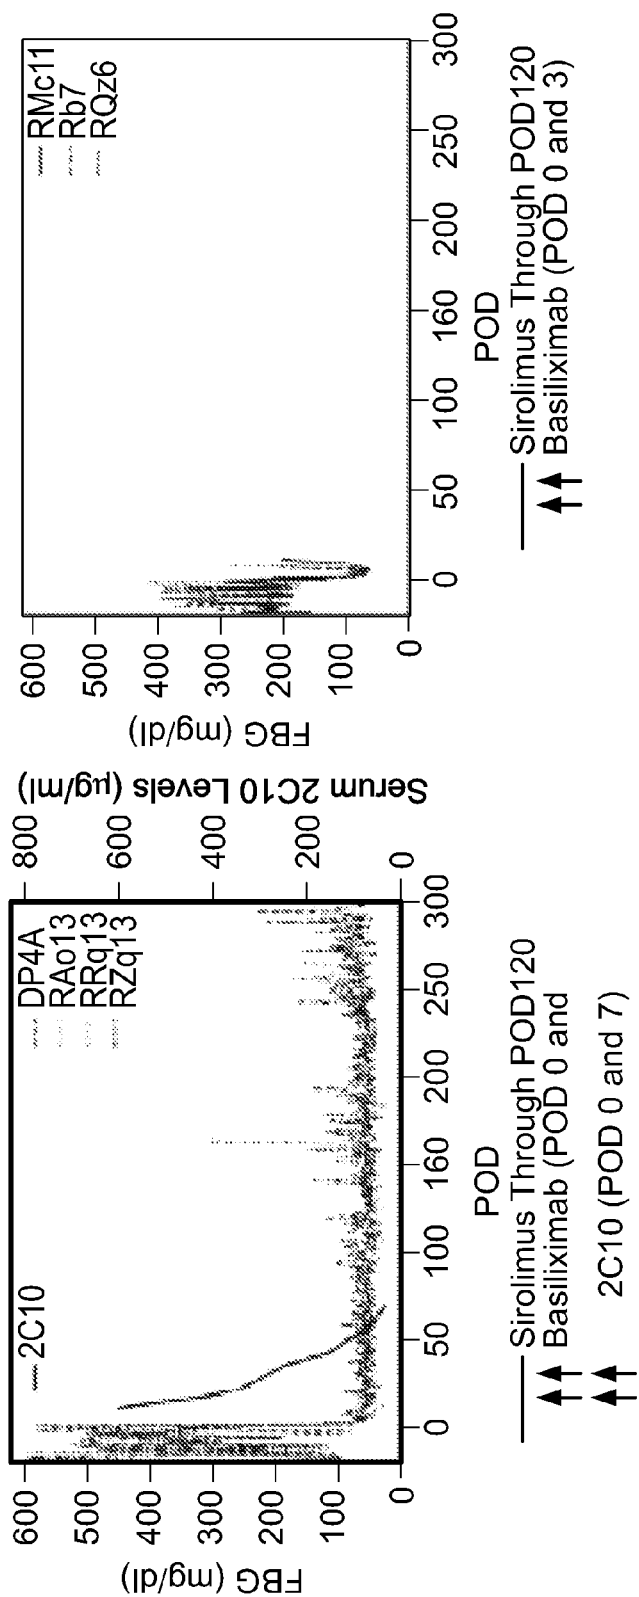 FBG (mg/dl)
600
500
400
300
200
100
0
2C10
DP4A
RAo13
RRq13
RZq13
800
600
400
200
0
Serum 2C10 Levels (µg/ml)
0
50
100
160
200
250
300
POD
Sirolimus Through POD120
Basiliximab (POD 0 and
2C10 (POD 0 and 7)
FBG (mg/dl)
600
500
400
300
200
100
0
RMc11
Rb7
RQz6
0
50
100
160
200
250
300
POD
Sirolimus Through POD120
Basiliximab (POD 0 and 3)